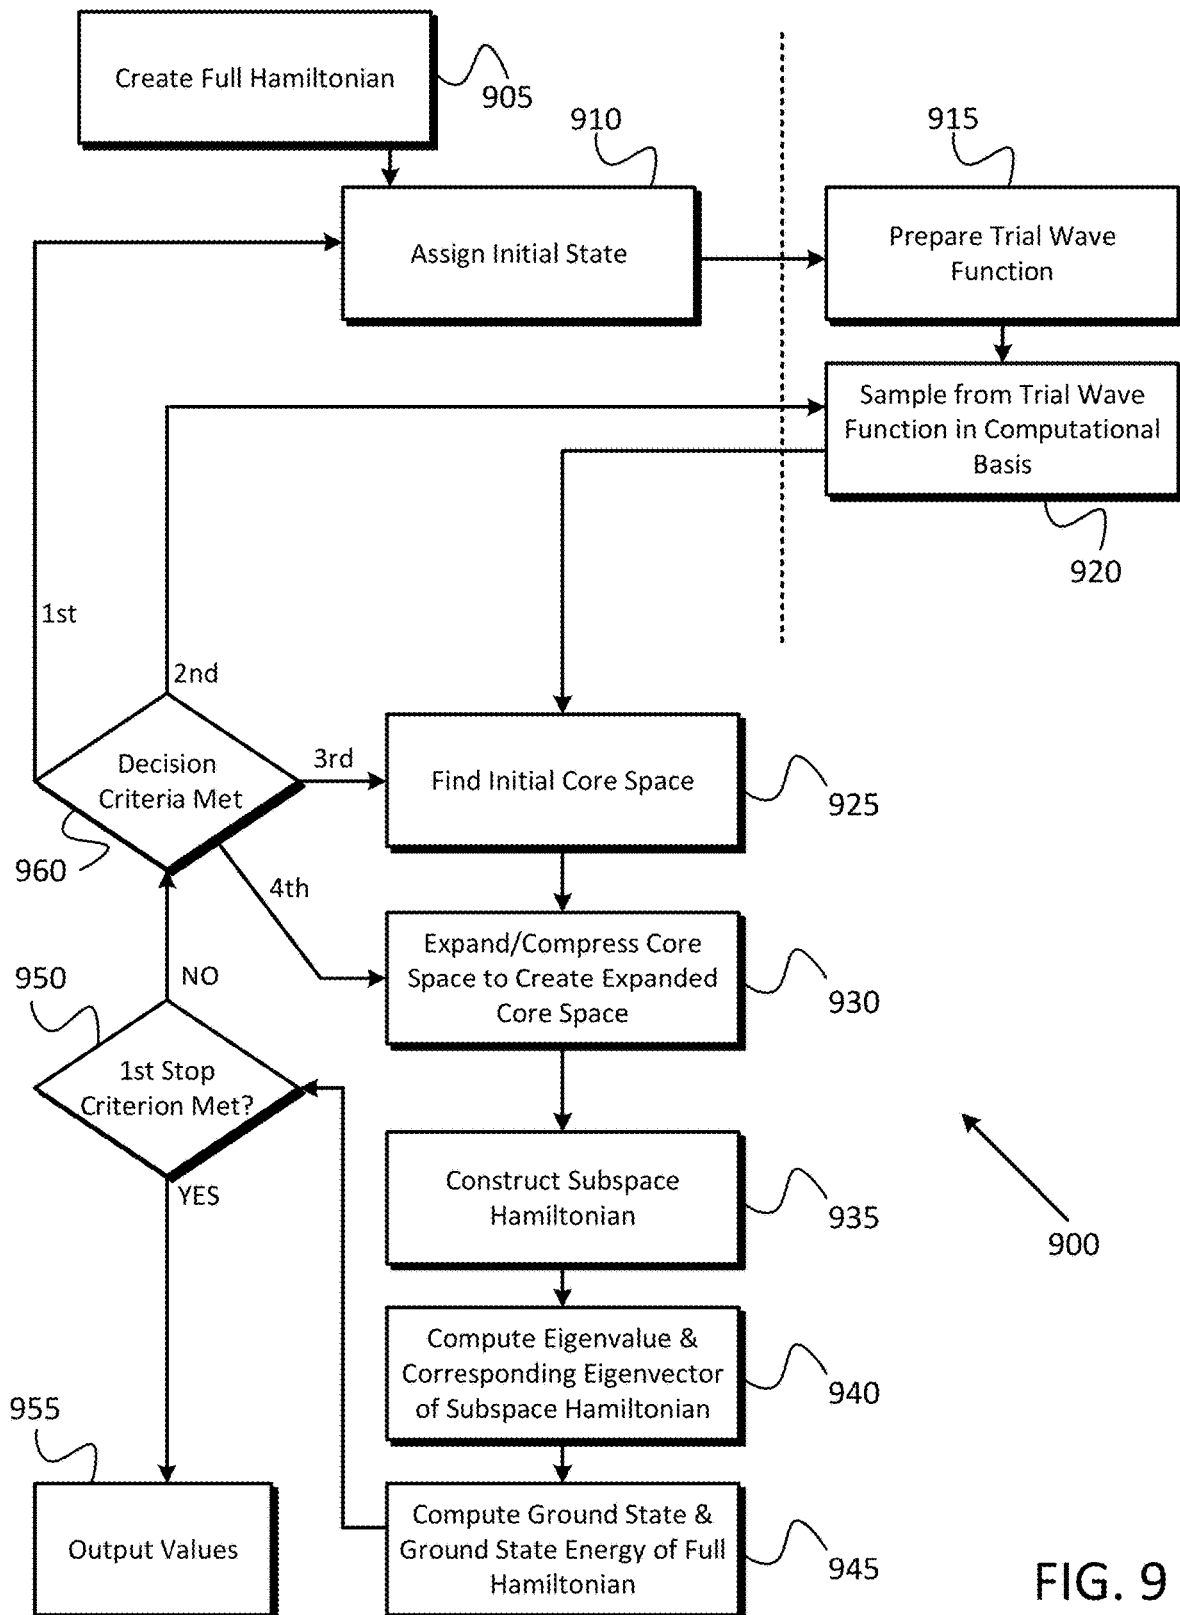 Create Full Hamiltonian
905
910
Assign Initial State
915
Prepare Trial Wave
Function
Sample from Trial Wave
Function in Computational
Basis
920
1st
2nd
Decision
Criteria Met
960
3rd
4th
Find Initial Core Space
925
Expand/Compress Core
Space to Create Expanded
Core Space
930
950
NO
1st Stop
Criterion Met?
YES
Construct Subspace
Hamiltonian
935
900
Compute Eigenvalue &
Corresponding Eigenvector
of Subspace Hamiltonian
940
955
Output Values
Compute Ground State &
Ground State Energy of Full
Hamiltonian
945
FIG. 9